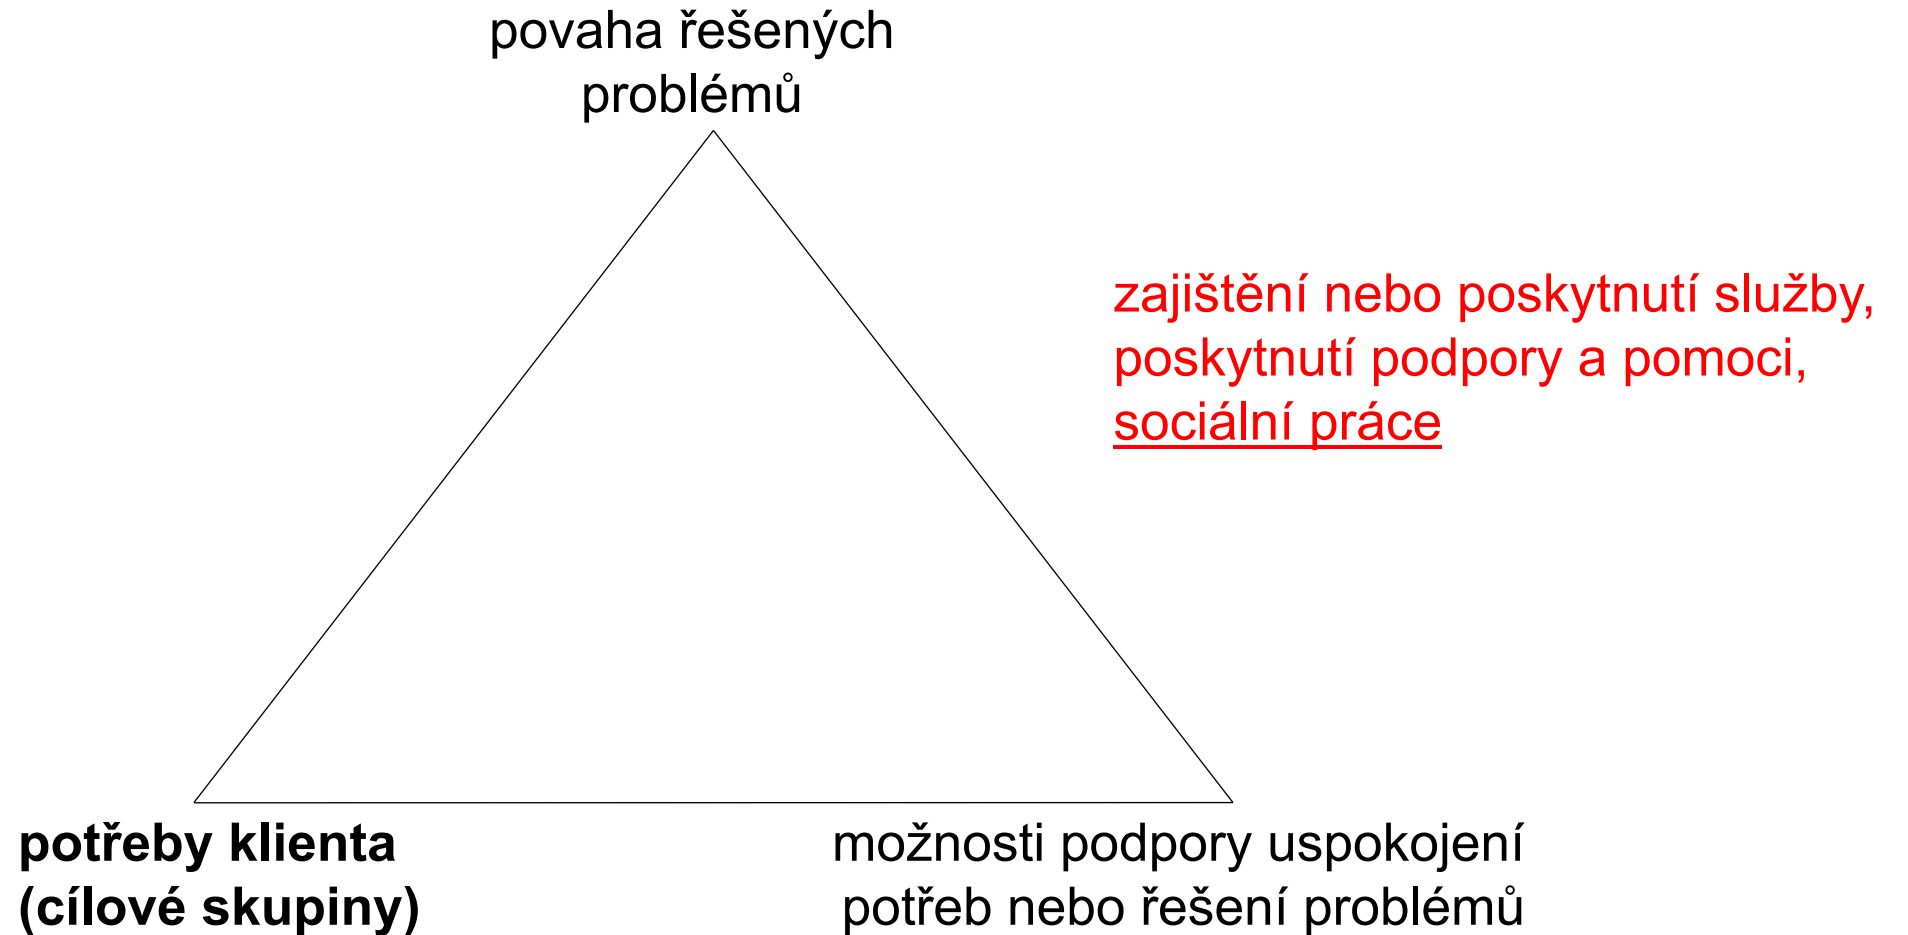 povaha řešených
problémů
zajištění nebo poskytnutí služby,
poskytnutí podpory a pomoci,
sociální práce
potřeby klienta
(cílové skupiny)
možnosti podpory uspokojení
potřeb nebo řešení problémů